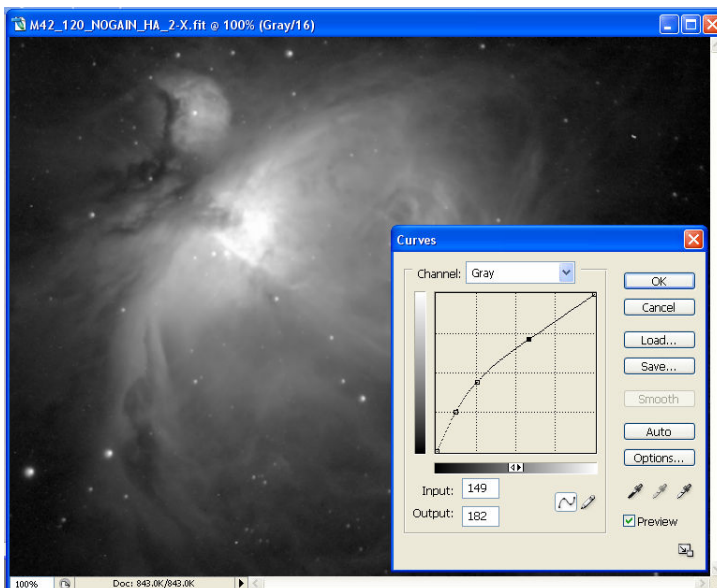 M42_120_NOGAIN_HA_2-X.fit @ 100% (Gray/16)
Curves
Channel: Gray
OK
Cancel
Load...
Save...
Smooth
Auto
Options...
Input: 149
Output: 182
Preview
100% Doc: 843.0K/843.0K